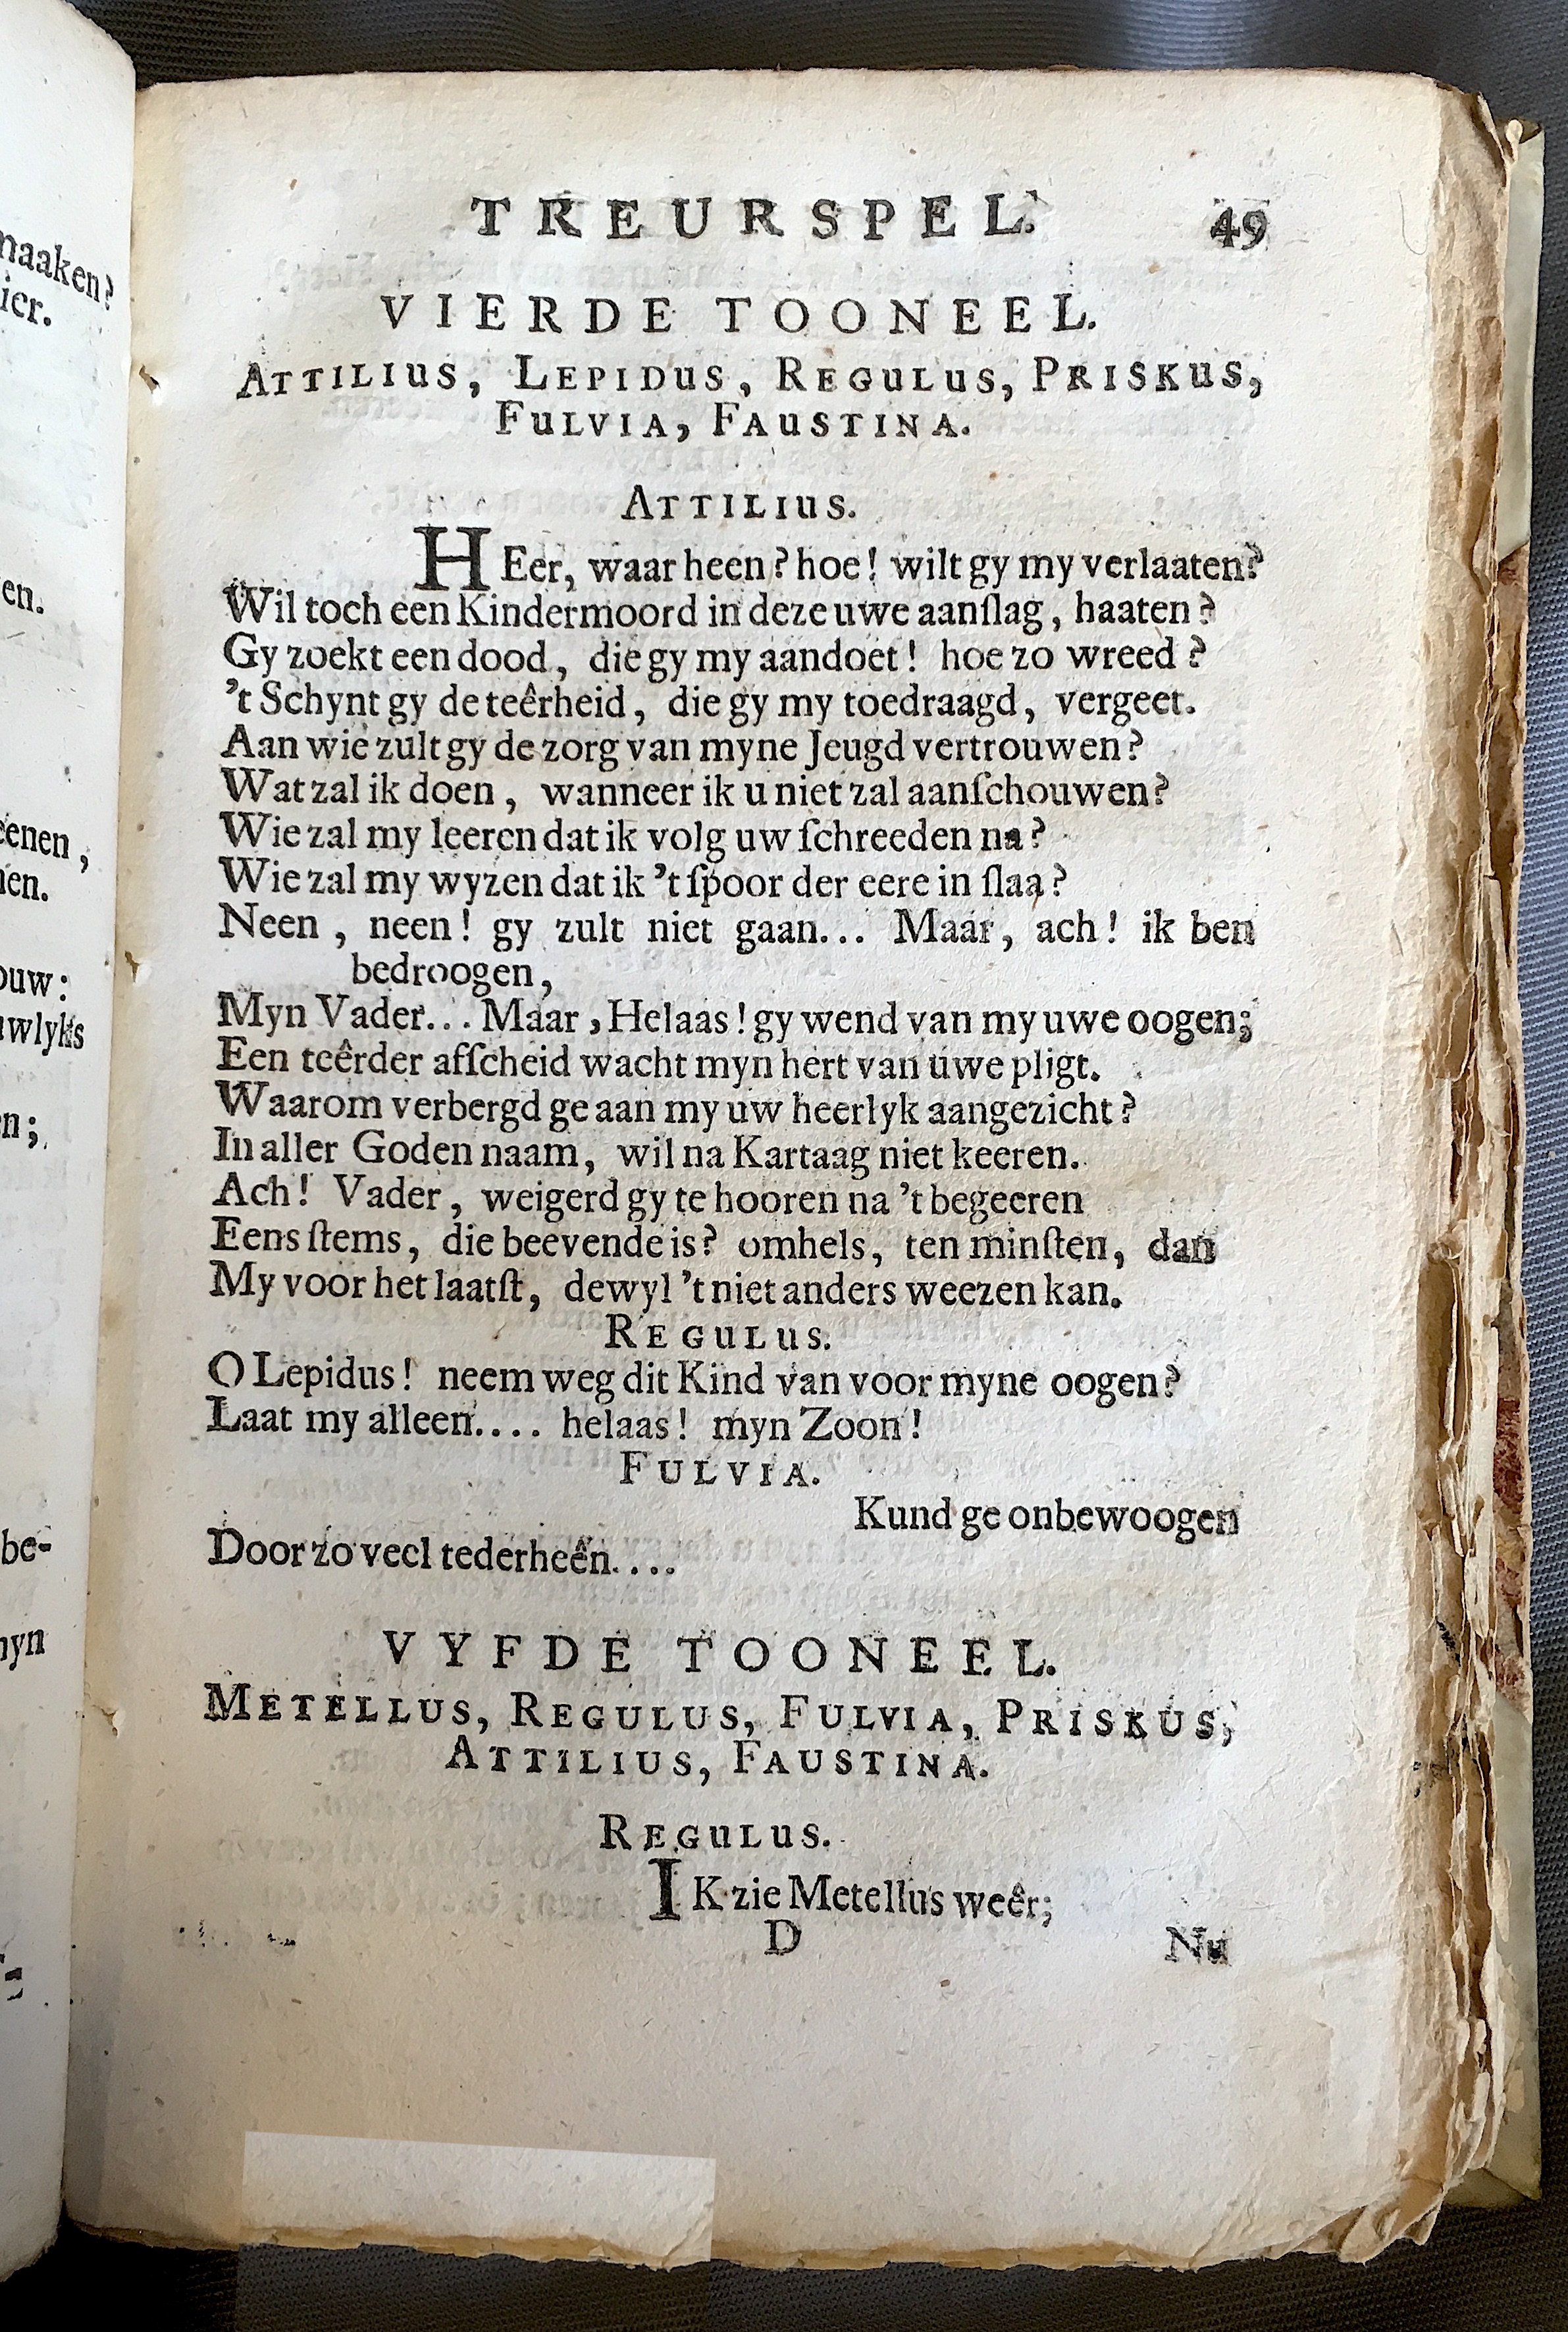 TREURSPEL. 49
VIERDE TOONEEL.
ATTILIUS, LEPIDUS, REGULUS, PRISKUS,
FULVIA, FAUSTINA.
ATTILIUS.
HEer, waar heen? hoe! wilt gy my verlaaten?
Wil toch een Kindermoord in deze uwe aanſlag, haaten?
Gy zoekt een dood, die gy my aandoet! hoe zo wreed?
't Schynt gy de teêrheid, die gy my toedraagd, vergeet.
Aan wie zult gy de zorg van myne Jeugd vertrouwen?
Wat zal ik doen, wanneer ik u niet zal aanſchouwen?
Wie zal my leeren dat ik volg uw ſchreeden na?
Wie zal my wyzen dat ik 't ſpoor der eere in ſlaa?
Neen, neen! gy zult niet gaan... Maar, ach! ik ben
bedroogen,
Myn Vader... Maar, Helaas! gy wend van my uwe oogen;
Een teêrder afſcheid wacht myn hert van uwe pligt.
Waarom verbergd ge aan my uw heerlyk aangezicht?
In aller Goden naam, wil na Kartaag niet keeren.
Ach! Vader, weigerd gy te hooren na 't begeeren
Eens ſtems, die beevende is? omhels, ten minſten, dan
My voor het laatſt, dewyl 't niet anders weezen kan.
REGULUS.
O Lepidus! neem weg dit Kind van voor myne oogen?
Laat my alleen.... helaas! myn Zoon!
FULVIA.
Kund ge onbewoogen
Door zo veel tederheên....
VYFDE TOONEEL.
METELLUS, REGULUS, FULVIA, PRISKUS,
ATTILIUS, FAUSTINA.
REGULUS.
IK zie Metellus weêr;
D Nu